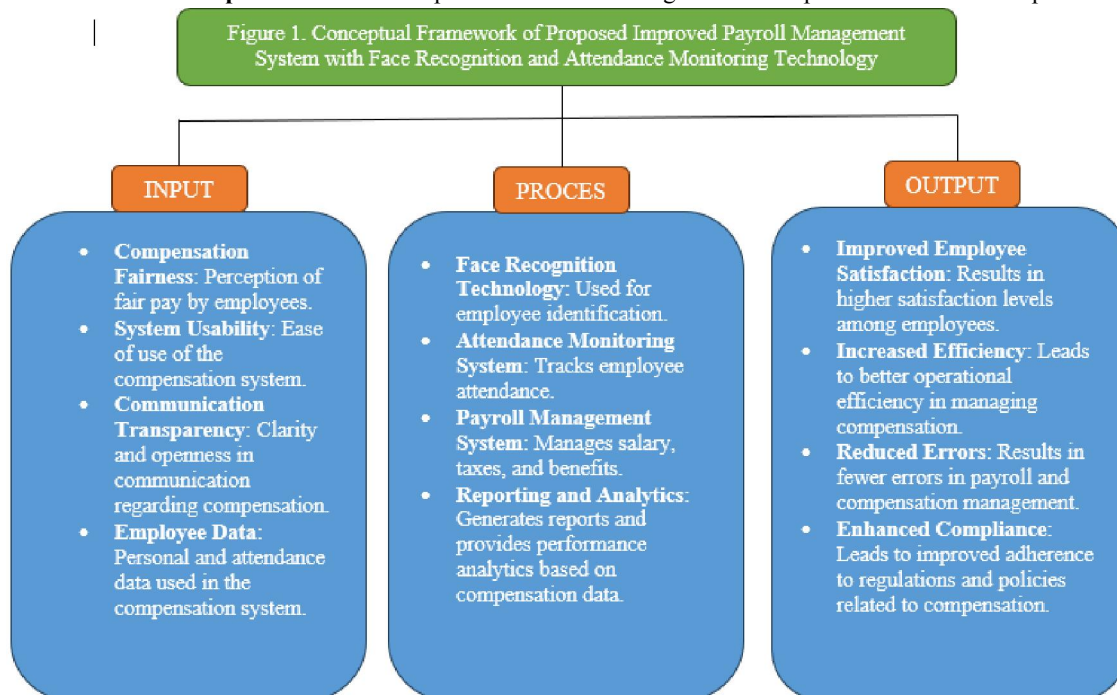 Figure 1. Conceptual Framework of Proposed Improved Payroll Management
System with Face Recognition and Attendance Monitoring Technology
INPUT
• Compensation
Fairness: Perception of
fair pay by employees.
• System Usability: Ease
of use of the
compensation system.
• Communication
Transparency: Clarity
and openness in
communication
regarding compensation.
• Employee Data:
Personal and attendance
data used in the
compensation system.
PROCES
• Face Recognition
Technology: Used for
employee identification.
• Attendance Monitoring
System: Tracks employee
attendance.
• Payroll Management
System: Manages salary,
taxes, and benefits.
• Reporting and Analytics:
Generates reports and
provides performance
analytics based on
compensation data.
OUTPUT
• Improved Employee
Satisfaction: Results in
higher satisfaction levels
among employees.
• Increased Efficiency: Leads
to better operational
efficiency in managing
compensation.
• Reduced Errors: Results in
fewer errors in payroll and
compensation management.
• Enhanced Compliance:
Leads to improved adherence
to regulations and policies
related to compensation.